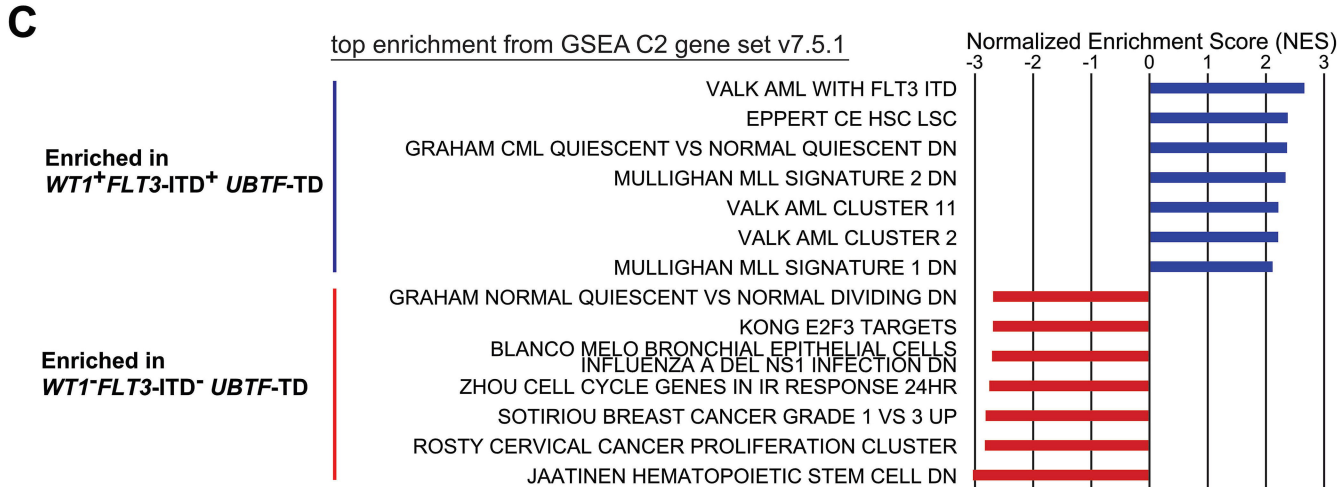 C
top enrichment from GSEA C2 gene set v7.5.1
Normalized Enrichment Score (NES)
-3 -2 -1 0 1 2 3
Enriched in
WT1⁺FLT3-ITD⁺ UBTF-TD
VALK AML WITH FLT3 ITD
EPPERT CE HSC LSC
GRAHAM CML QUIESCENT VS NORMAL QUIESCENT DN
MULLIGHAN MLL SIGNATURE 2 DN
VALK AML CLUSTER 11
VALK AML CLUSTER 2
MULLIGHAN MLL SIGNATURE 1 DN
Enriched in
WT1⁻FLT3-ITD⁻ UBTF-TD
GRAHAM NORMAL QUIESCENT VS NORMAL DIVIDING DN
KONG E2F3 TARGETS
BLANCO MELO BRONCHIAL EPITHELIAL CELLS
INFLUENZA A DEL NS1 INFECTION DN
ZHOU CELL CYCLE GENES IN IR RESPONSE 24HR
SOTIRIOU BREAST CANCER GRADE 1 VS 3 UP
ROSTY CERVICAL CANCER PROLIFERATION CLUSTER
JAATINEN HEMATOPOIETIC STEM CELL DN